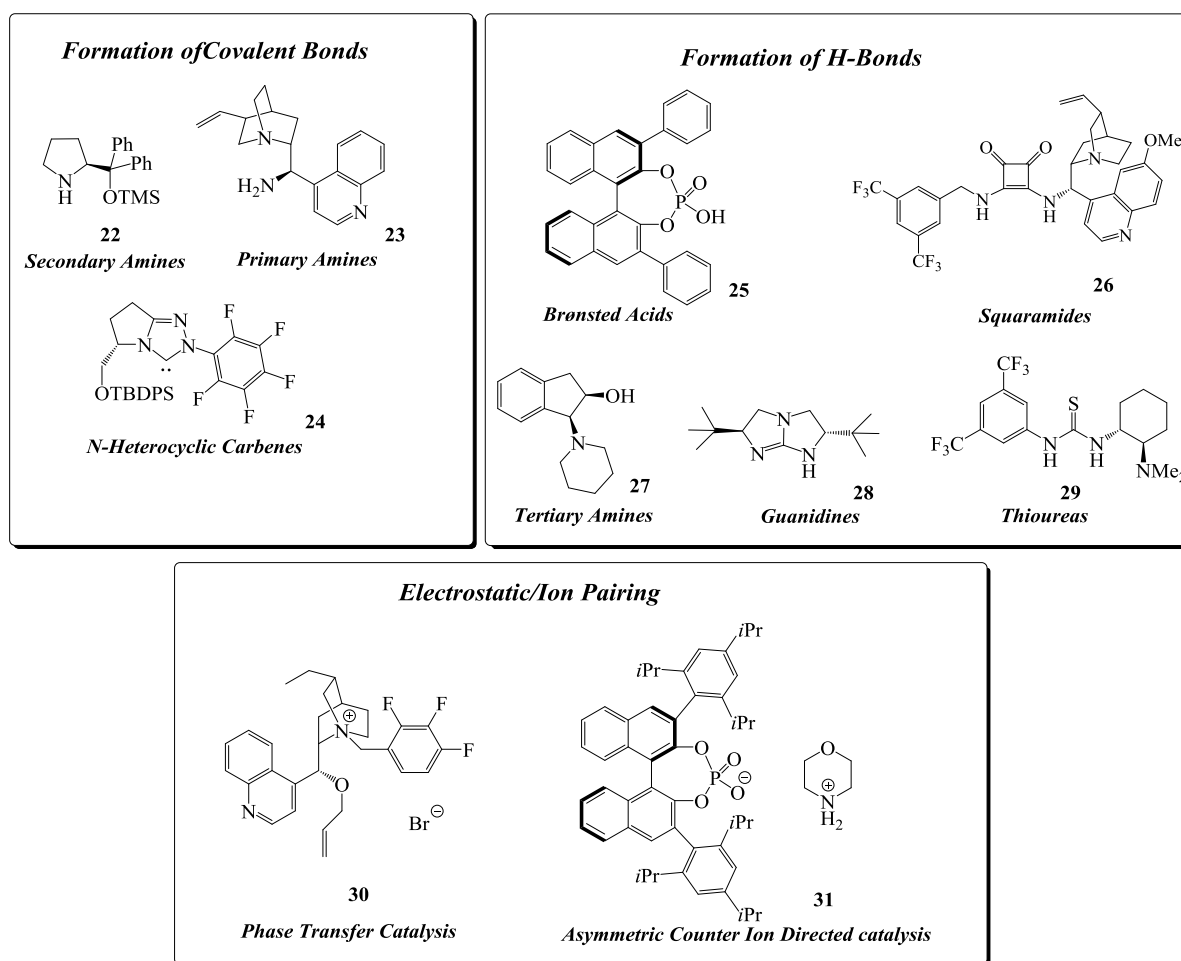 Formation ofCovalent Bonds
N
H
Ph
Ph
OTMS
22
Secondary Amines
N
H2N
N
23
Primary Amines
N
N
N
OTBDPS
F
F
F
F
F
24
N-Heterocyclic Carbenes
Formation of H-Bonds
O
O
P
O
OH
25
Brønsted Acids
F3C
CF3
O
O
N
H
N
H
N
OMe
N
26
Squaramides
OH
N
27
Tertiary Amines
N
N
N
H
28
Guanidines
CF3
F3C
S
N
H
N
H
NMe2
29
Thioureas
Electrostatic/Ion Pairing
N
⊕
F
F
F
N
O
Br⊖
30
Phase Transfer Catalysis
iPr
iPr
iPr
O
O
P
O
O
⊖
iPr
iPr
iPr
O
⊕
N
H2
31
Asymmetric Counter Ion Directed catalysis